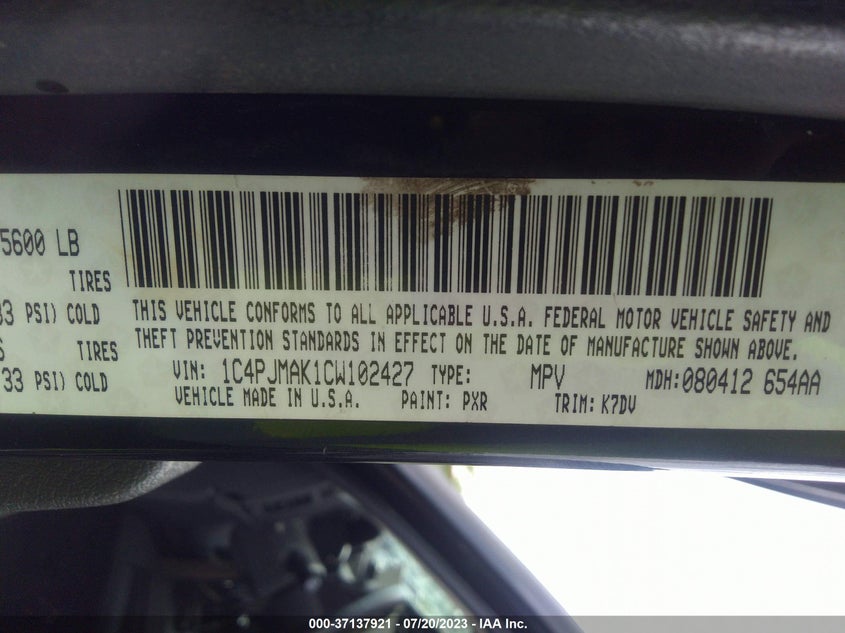 5600 LB
TIRES
33 PSI) COLD
THIS VEHICLE CONFORMS TO ALL APPLICABLE U.S.A. FEDERAL MOTOR VEHICLE SAFETY AND
THEFT PREVENTION STANDARDS IN EFFECT ON THE DATE OF MANUFACTURE SHOWN ABOVE.
S TIRES
33 PSI) COLD
VIN: 1C4PJMAK1CW102427 TYPE: MPV MDH:080412 654AA
VEHICLE MADE IN U.S.A. PAINT: PXR TRIM: K7DV
000-37137921 - 07/20/2023 - IAA Inc.